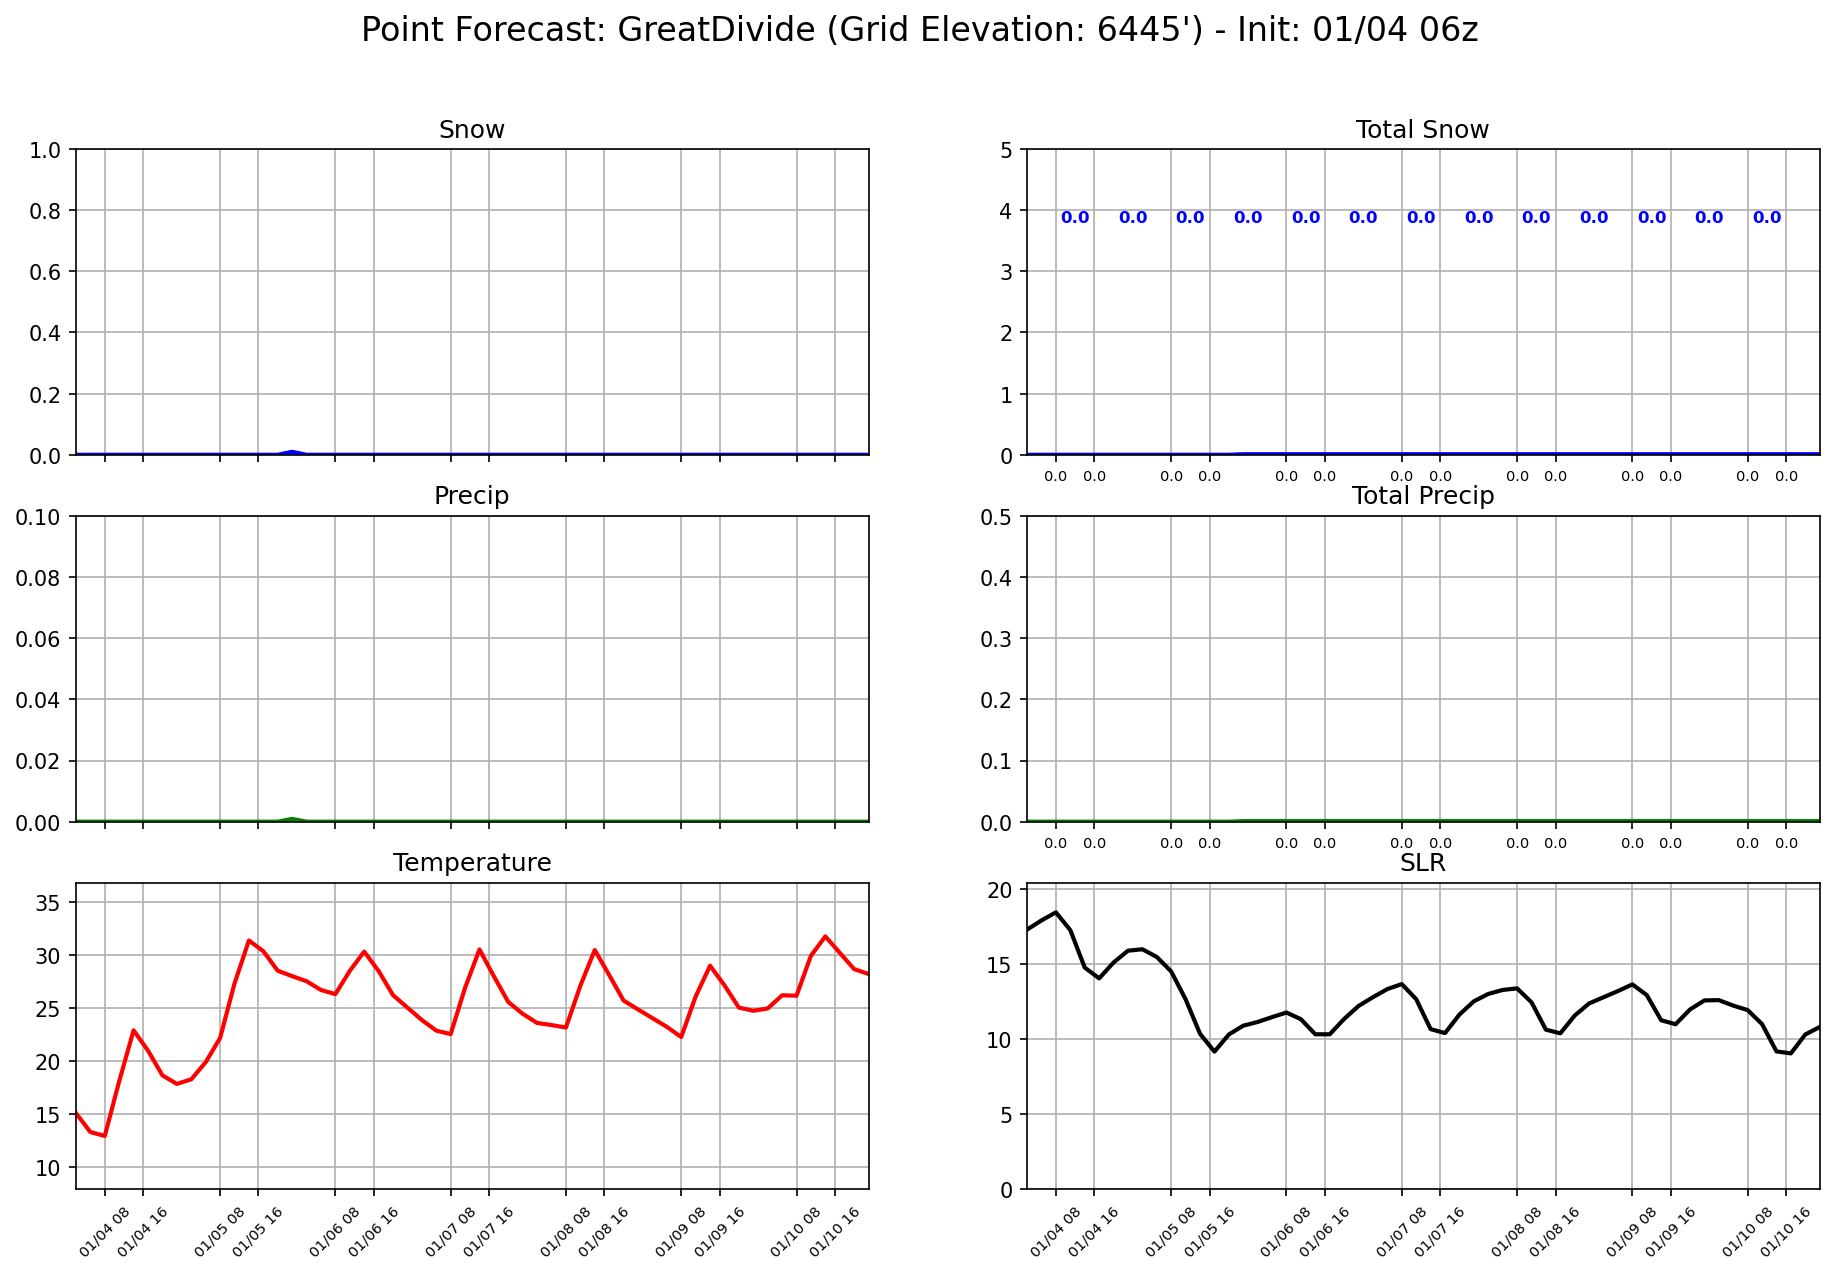 Point Forecast: GreatDivide (Grid Elevation: 6445') - Init: 01/04 06z
Snow
1.0
0.8
0.6
0.4
0.2
0.0
Total Snow
5
4
3
2
1
0
0.0 0.0 0.0 0.0 0.0 0.0 0.0 0.0 0.0 0.0 0.0 0.0 0.0
0.0 0.0 0.0 0.0 0.0 0.0 0.0 0.0 0.0 0.0 0.0 0.0 0.0 0.0
Precip
0.10
0.08
0.06
0.04
0.02
0.00
Total Precip
0.5
0.4
0.3
0.2
0.1
0.0
0.0 0.0 0.0 0.0 0.0 0.0 0.0 0.0 0.0 0.0 0.0 0.0 0.0 0.0
Temperature
35
30
25
20
15
10
01/04 08 01/04 16 01/05 08 01/05 16 01/06 08 01/06 16 01/07 08 01/07 16 01/08 08 01/08 16 01/09 08 01/09 16 01/10 08 01/10 16
SLR
20
15
10
5
0
01/04 08 01/04 16 01/05 08 01/05 16 01/06 08 01/06 16 01/07 08 01/07 16 01/08 08 01/08 16 01/09 08 01/09 16 01/10 08 01/10 16